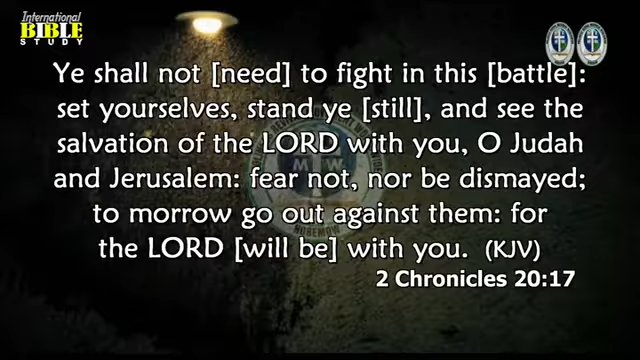 International
BIBLE
STUDY
Ye shall not [need] to fight in this [battle]:
set yourselves, stand ye [still], and see the
salvation of the LORD with you, O Judah
and Jerusalem: fear not, nor be dismayed;
to morrow go out against them: for
the LORD [will be] with you. (KJV)
2 Chronicles 20:17